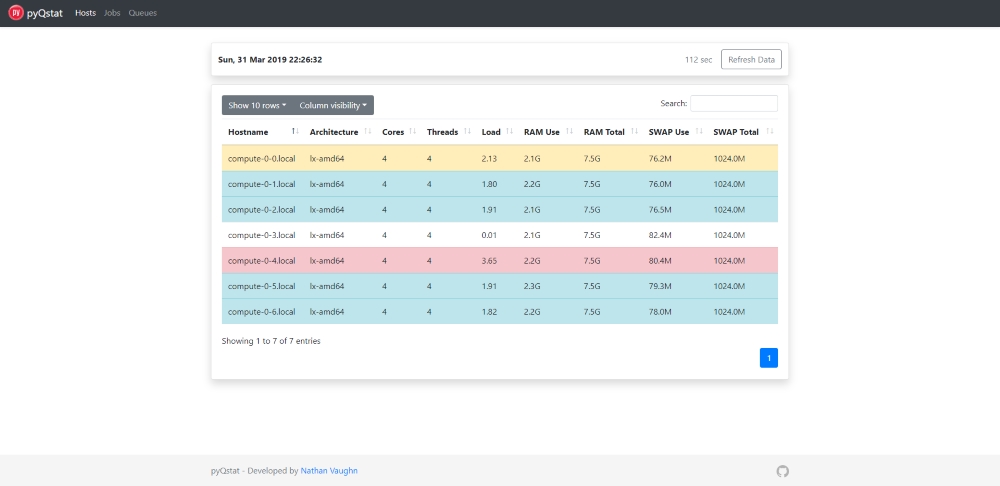 py pyQstat Hosts Jobs Queues
Sun, 31 Mar 2019 22:26:32 112 sec Refresh Data
Show 10 rows Column visibility Search:
Hostname Architecture Cores Threads Load RAM Use RAM Total SWAP Use SWAP Total
compute-0-0.local lx-amd64 4 4 2.13 2.1G 7.5G 76.2M 1024.0M
compute-0-1.local lx-amd64 4 4 1.80 2.2G 7.5G 76.0M 1024.0M
compute-0-2.local lx-amd64 4 4 1.91 2.1G 7.5G 76.5M 1024.0M
compute-0-3.local lx-amd64 4 4 0.01 2.1G 7.5G 82.4M 1024.0M
compute-0-4.local lx-amd64 4 4 3.65 2.2G 7.5G 80.4M 1024.0M
compute-0-5.local lx-amd64 4 4 1.91 2.3G 7.5G 79.3M 1024.0M
compute-0-6.local lx-amd64 4 4 1.82 2.2G 7.5G 78.0M 1024.0M
Showing 1 to 7 of 7 entries
1
pyQstat - Developed by Nathan Vaughn